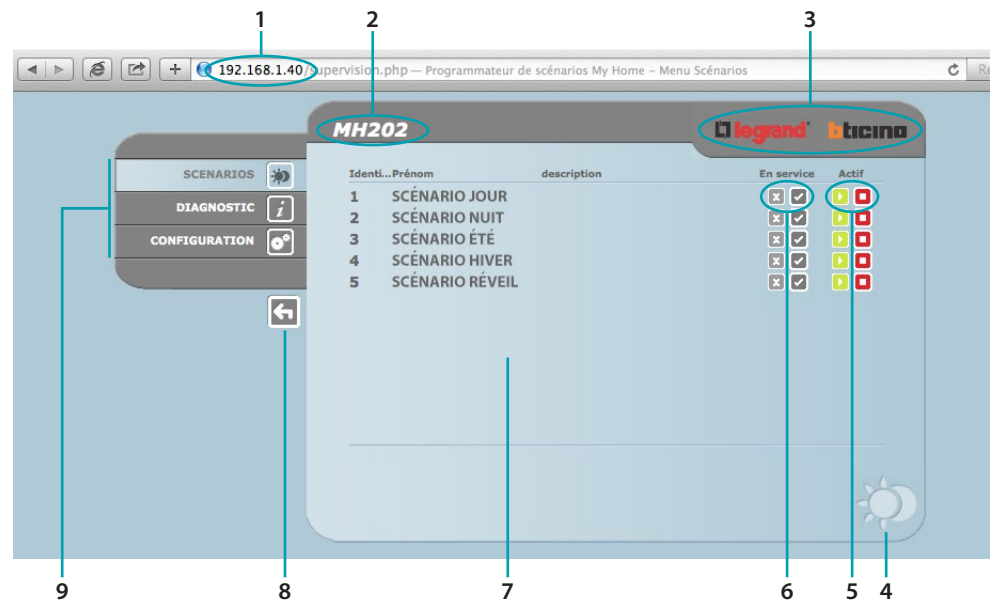 1 2 3
192.168.1.40/supervision.php — Programmateur de scénarios My Home – Menu Scénarios
MH202 legrand® bticino
SCENARIOS
DIAGNOSTIC
CONFIGURATION
Identi... Prénom description En service Actif
1 SCÉNARIO JOUR
2 SCÉNARIO NUIT
3 SCÉNARIO ÉTÉ
4 SCÉNARIO HIVER
5 SCÉNARIO RÉVEIL
9 8 7 6 5 4